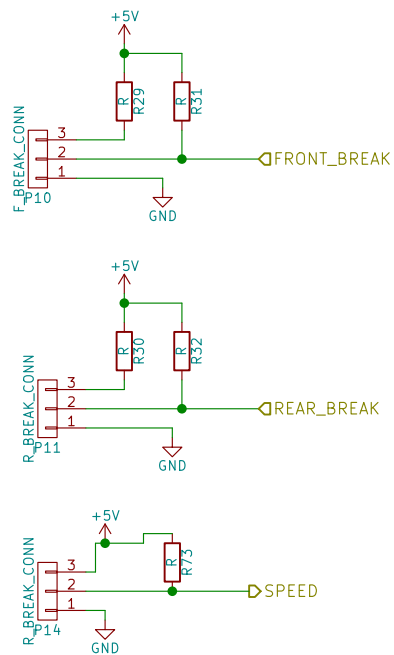 +5V
R
R29
R
R31
F_BREAK_CONN
3
2
1
P10
FRONT_BREAK
GND
+5V
R
R30
R
R32
R_BREAK_CONN
3
2
1
P11
REAR_BREAK
GND
+5V
R
R73
R_BREAK_CONN
3
2
1
P14
SPEED
GND